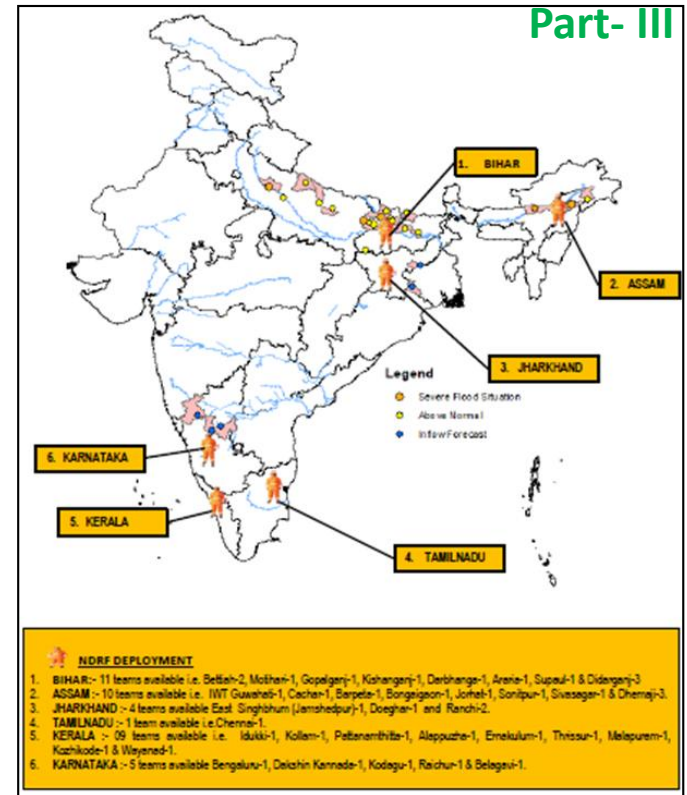 Part- III
1. BIHAR
2. ASSAM
3. JHARKHAND
Legend
Severe Flood Situation
Above Normal
Inflow Forecast
6. KARNATAKA
5. KERALA
4. TAMILNADU
NDRF DEPLOYMENT
1. BIHAR:- 11 teams available i.e. Bettiah-2, Motihari-1, Gopalganj-1, Kishanganj-1, Darbhanga-1, Araria-1, Supaul-1 & Didarganj-3
2. ASSAM :- 10 teams available i.e. IWT Guwahati-1, Cachar-1, Barpeta-1, Bongaigaon-1, Jorhat-1, Sonitpur-1, Sivasagar-1 & Dhemaji-3.
3. JHARKHAND :- 4 teams available East Singhbhum (Jamshedpur)-1, Doeghar-1 and Ranchi-2.
4. TAMILNADU :- 1 team available i.e.Chennai-1.
5. KERALA :- 09 teams available i.e. Idukki-1, Kollam-1, Pattanamthitta-1, Alappuzha-1, Ernakulum-1, Thrissur-1, Malapurem-1,
Kozhikode-1 & Wayanad-1.
6. KARNATAKA :- 5 teams available Bengaluru-1, Dakshin Kannada-1, Kodagu-1, Raichur-1 & Belagavi-1.